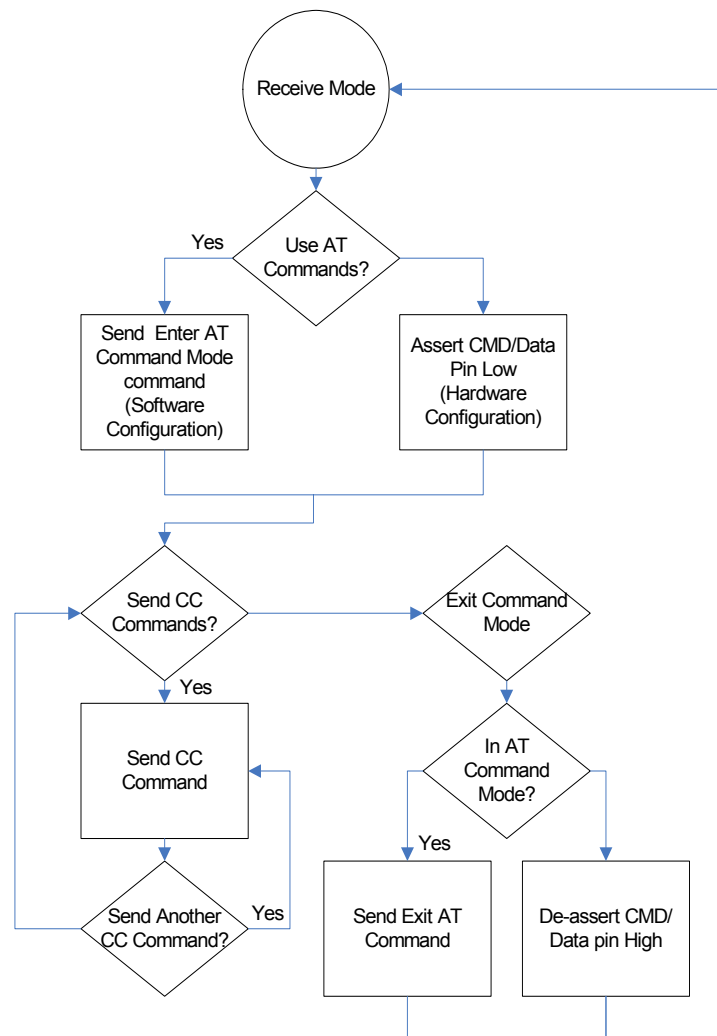 Receive Mode
Use AT
Commands?
Yes
Send  Enter AT
Command Mode
command
(Software
Configuration)
Assert CMD/Data
Pin Low
(Hardware
Configuration)
Send CC
Commands?
Exit Command
Mode
Yes
Send CC
Command
In AT
Command
Mode?
Yes
Send Another
CC Command?
Yes
Send Exit AT
Command
De-assert CMD/
Data pin High